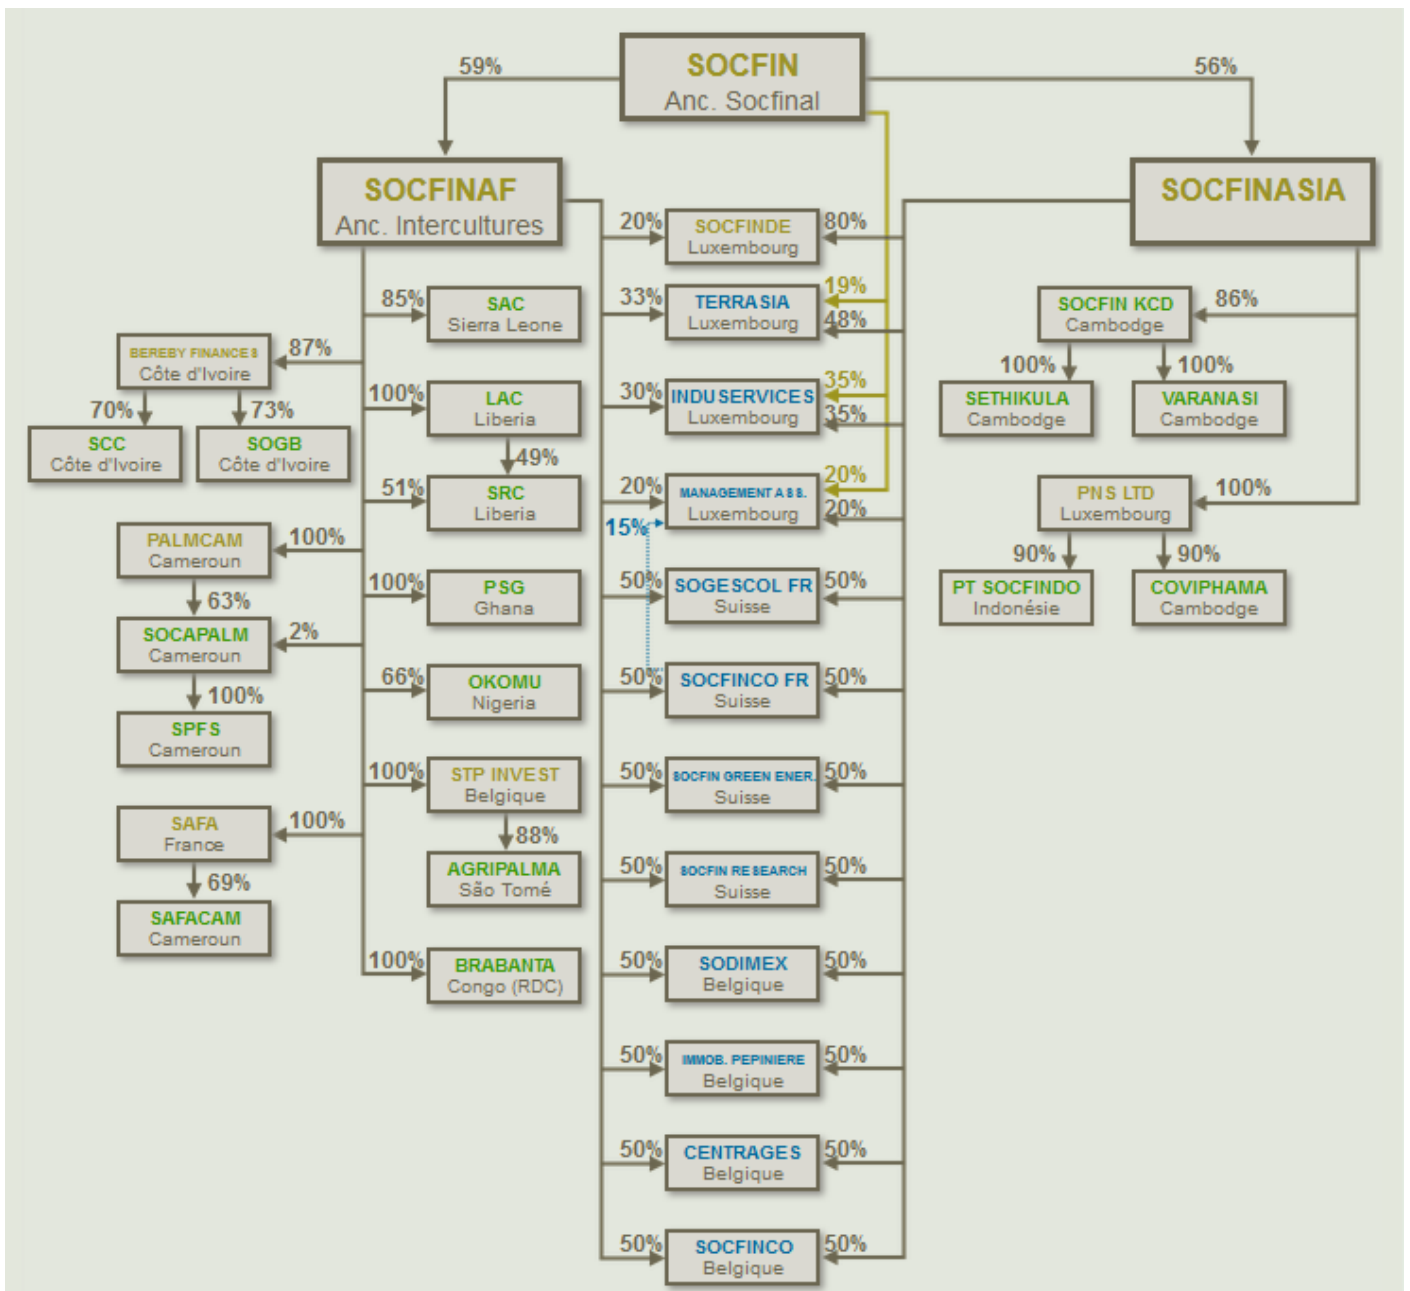 SOCFIN
Anc. Socfinal
59%
56%
SOCFINAF
Anc. Intercultures
SOCFINASIA
20%
SOCFINDE
Luxembourg
80%
85%
SAC
Sierra Leone
33%
TERRASIA
Luxembourg
19%
48%
SOCFIN KCD
Cambodge
86%
BEREBY FINANCES
Côte d'Ivoire
87%
100%
100%
70%
73%
100%
LAC
Liberia
30%
INDUSERVICES
Luxembourg
35%
35%
SETHIKULA
Cambodge
VARANASI
Cambodge
SCC
Côte d'Ivoire
SOGB
Côte d'Ivoire
49%
51%
SRC
Liberia
20%
MANAGEMENT ASS.
Luxembourg
20%
20%
15%
PNS LTD
Luxembourg
100%
PALMCAM
Cameroun
100%
90%
90%
63%
100%
PSG
Ghana
50%
SOGESCOL FR
Suisse
50%
PT SOCFINDO
Indonésie
COVIPHAMA
Cambodge
SOCAPALM
Cameroun
2%
100%
66%
OKOMU
Nigeria
50%
SOCFINCO FR
Suisse
50%
SPFS
Cameroun
100%
STP INVEST
Belgique
50%
SOCFIN GREEN ENER.
Suisse
50%
SAFA
France
100%
88%
69%
AGRIPALMA
São Tomé
50%
SOCFIN RESEARCH
Suisse
50%
SAFACAM
Cameroun
100%
BRABANTA
Congo (RDC)
50%
SODIMEX
Belgique
50%
50%
IMMOB. PEPINIERE
Belgique
50%
50%
CENTRAGES
Belgique
50%
50%
SOCFINCO
Belgique
50%